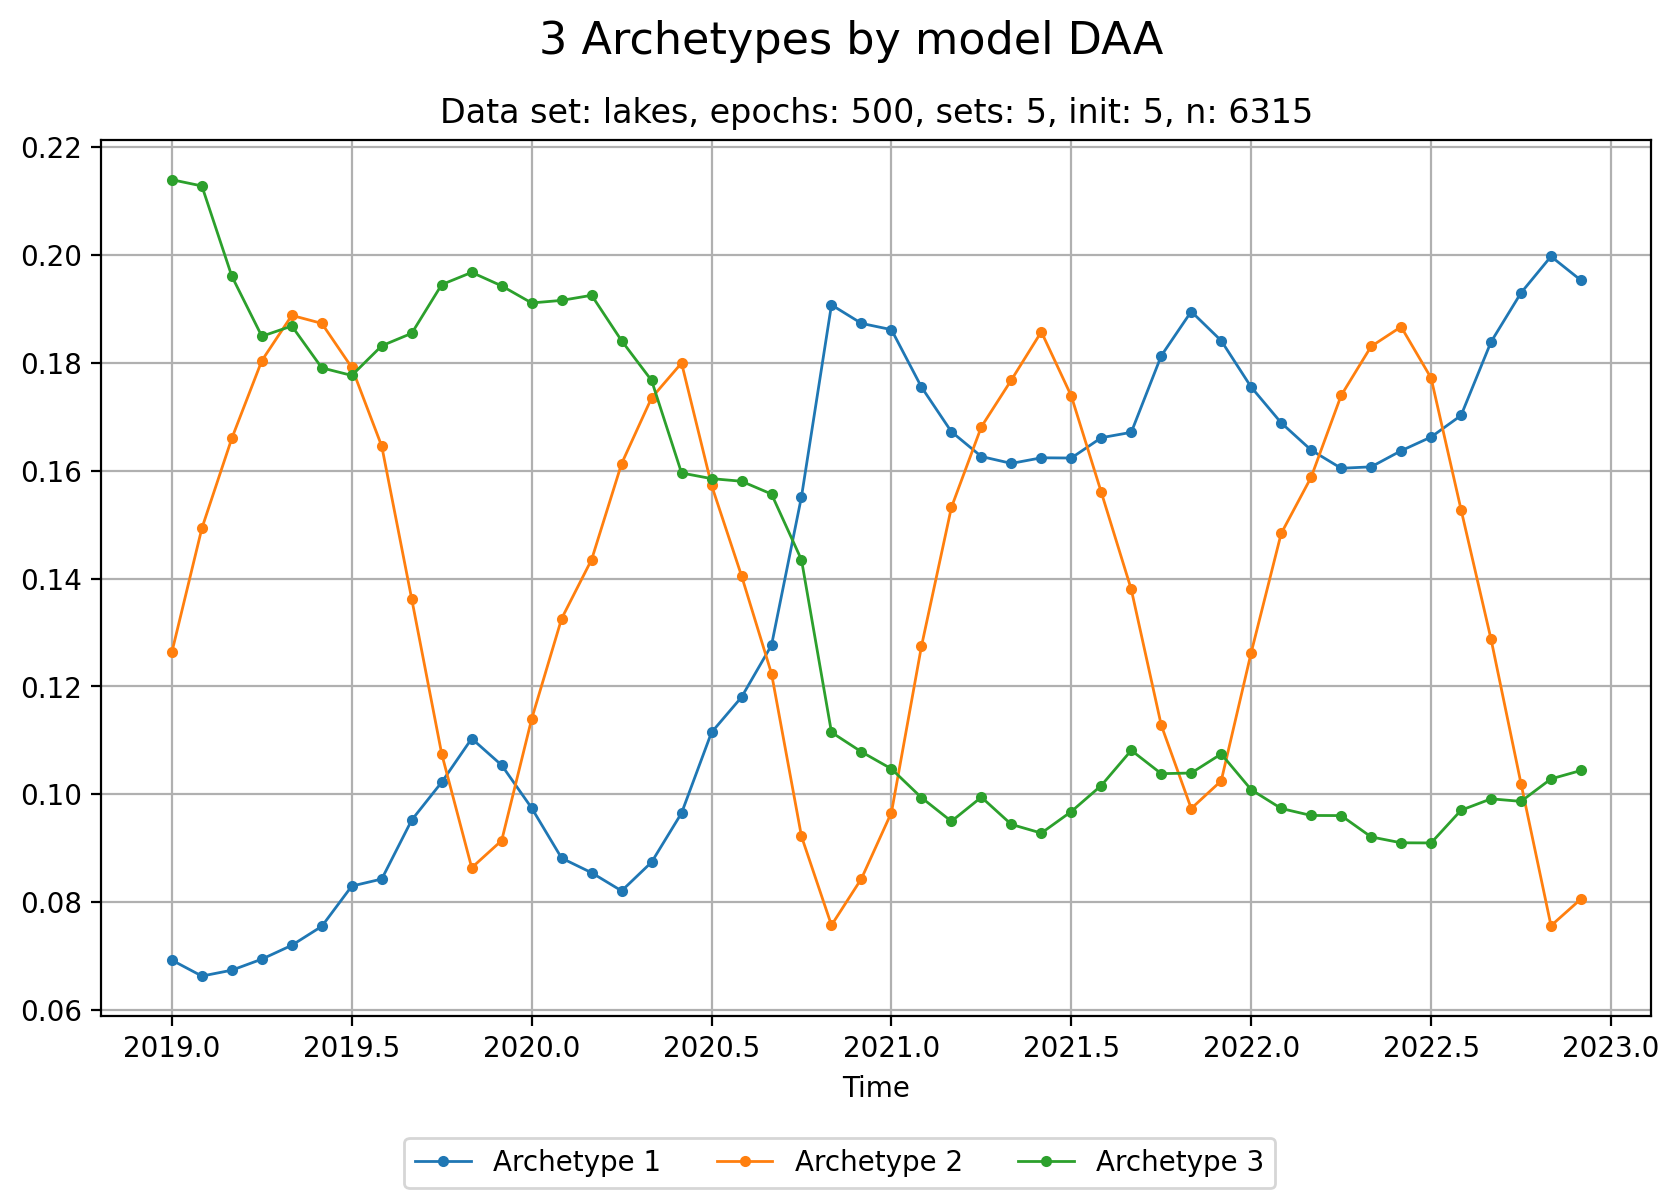 3 Archetypes by model DAA
Data set: lakes, epochs: 500, sets: 5, init: 5, n: 6315
0.22
0.20
0.18
0.16
0.14
0.12
0.10
0.08
0.06
2019.0 2019.5 2020.0 2020.5 2021.0 2021.5 2022.0 2022.5 2023.0
Time
Archetype 1 Archetype 2 Archetype 3